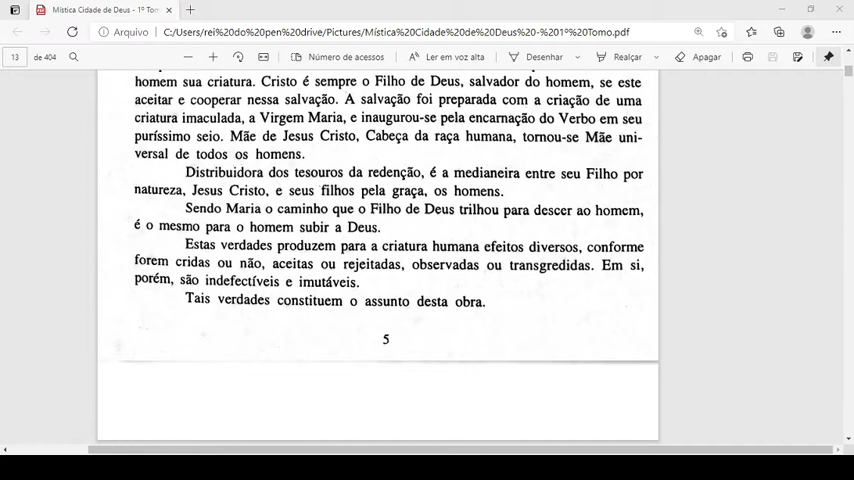 Mística Cidade de Deus - 1º Tom
Arquivo C:/Users/rei%20do%20pen%20drive/Pictures/Mística%20Cidade%20de%20Deus%20-%201º%20Tomo.pdf
13 de 404 Número de acessos Ler em voz alta Desenhar Realçar Apagar
homem sua criatura. Cristo é sempre o Filho de Deus, salvador do homem, se este
aceitar e cooperar nessa salvação. A salvação foi preparada com a criação de uma
criatura imaculada, a Virgem Maria, e inaugurou-se pela encarnação do Verbo em seu
puríssimo seio. Mãe de Jesus Cristo, Cabeça da raça humana, tornou-se Mãe uni-
versal de todos os homens.
Distribuidora dos tesouros da redenção, é a medianeira entre seu Filho por
natureza, Jesus Cristo, e seus filhos pela graça, os homens.
Sendo Maria o caminho que o Filho de Deus trilhou para descer ao homem,
é o mesmo para o homem subir a Deus.
Estas verdades produzem para a criatura humana efeitos diversos, conforme
forem cridas ou não, aceitas ou rejeitadas, observadas ou transgredidas. Em si,
porém, são indefectíveis e imutáveis.
Tais verdades constituem o assunto desta obra.
5